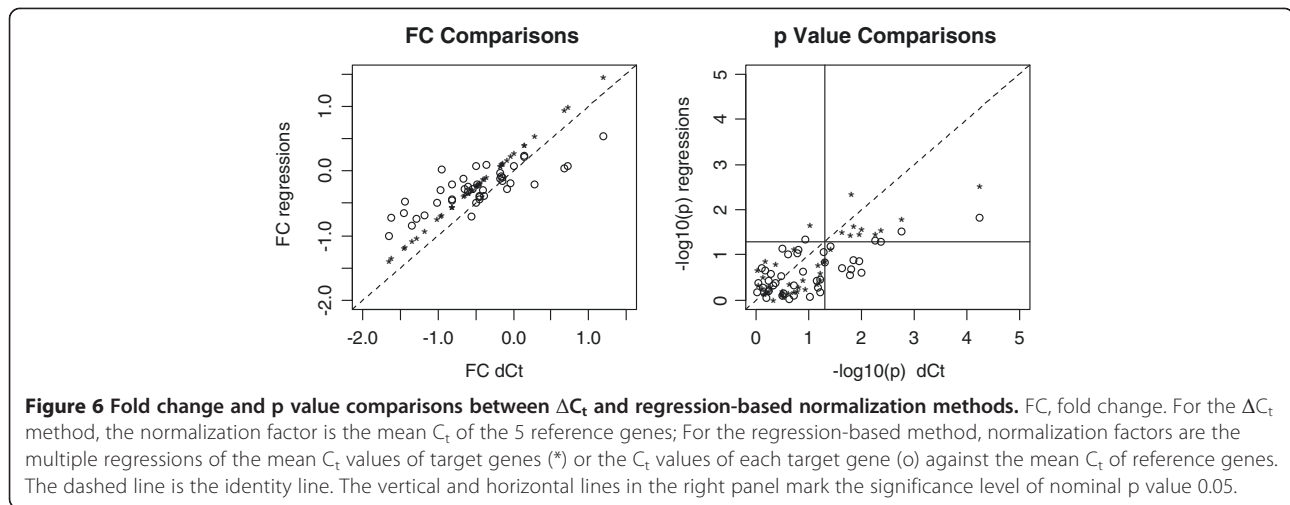 FC Comparisons
p Value Comparisons
FC regressions
1.0
0.0
-1.0
-2.0
-2.0 -1.0 0.0 1.0
FC dCt
-log10(p) regressions
5
4
3
2
1
0
0 1 2 3 4 5
-log10(p) dCt
Figure 6 Fold change and p value comparisons between ΔCt and regression-based normalization methods. FC, fold change. For the ΔCt
method, the normalization factor is the mean Ct of the 5 reference genes; For the regression-based method, normalization factors are the
multiple regressions of the mean Ct values of target genes (*) or the Ct values of each target gene (o) against the mean Ct of reference genes.
The dashed line is the identity line. The vertical and horizontal lines in the right panel mark the significance level of nominal p value 0.05.